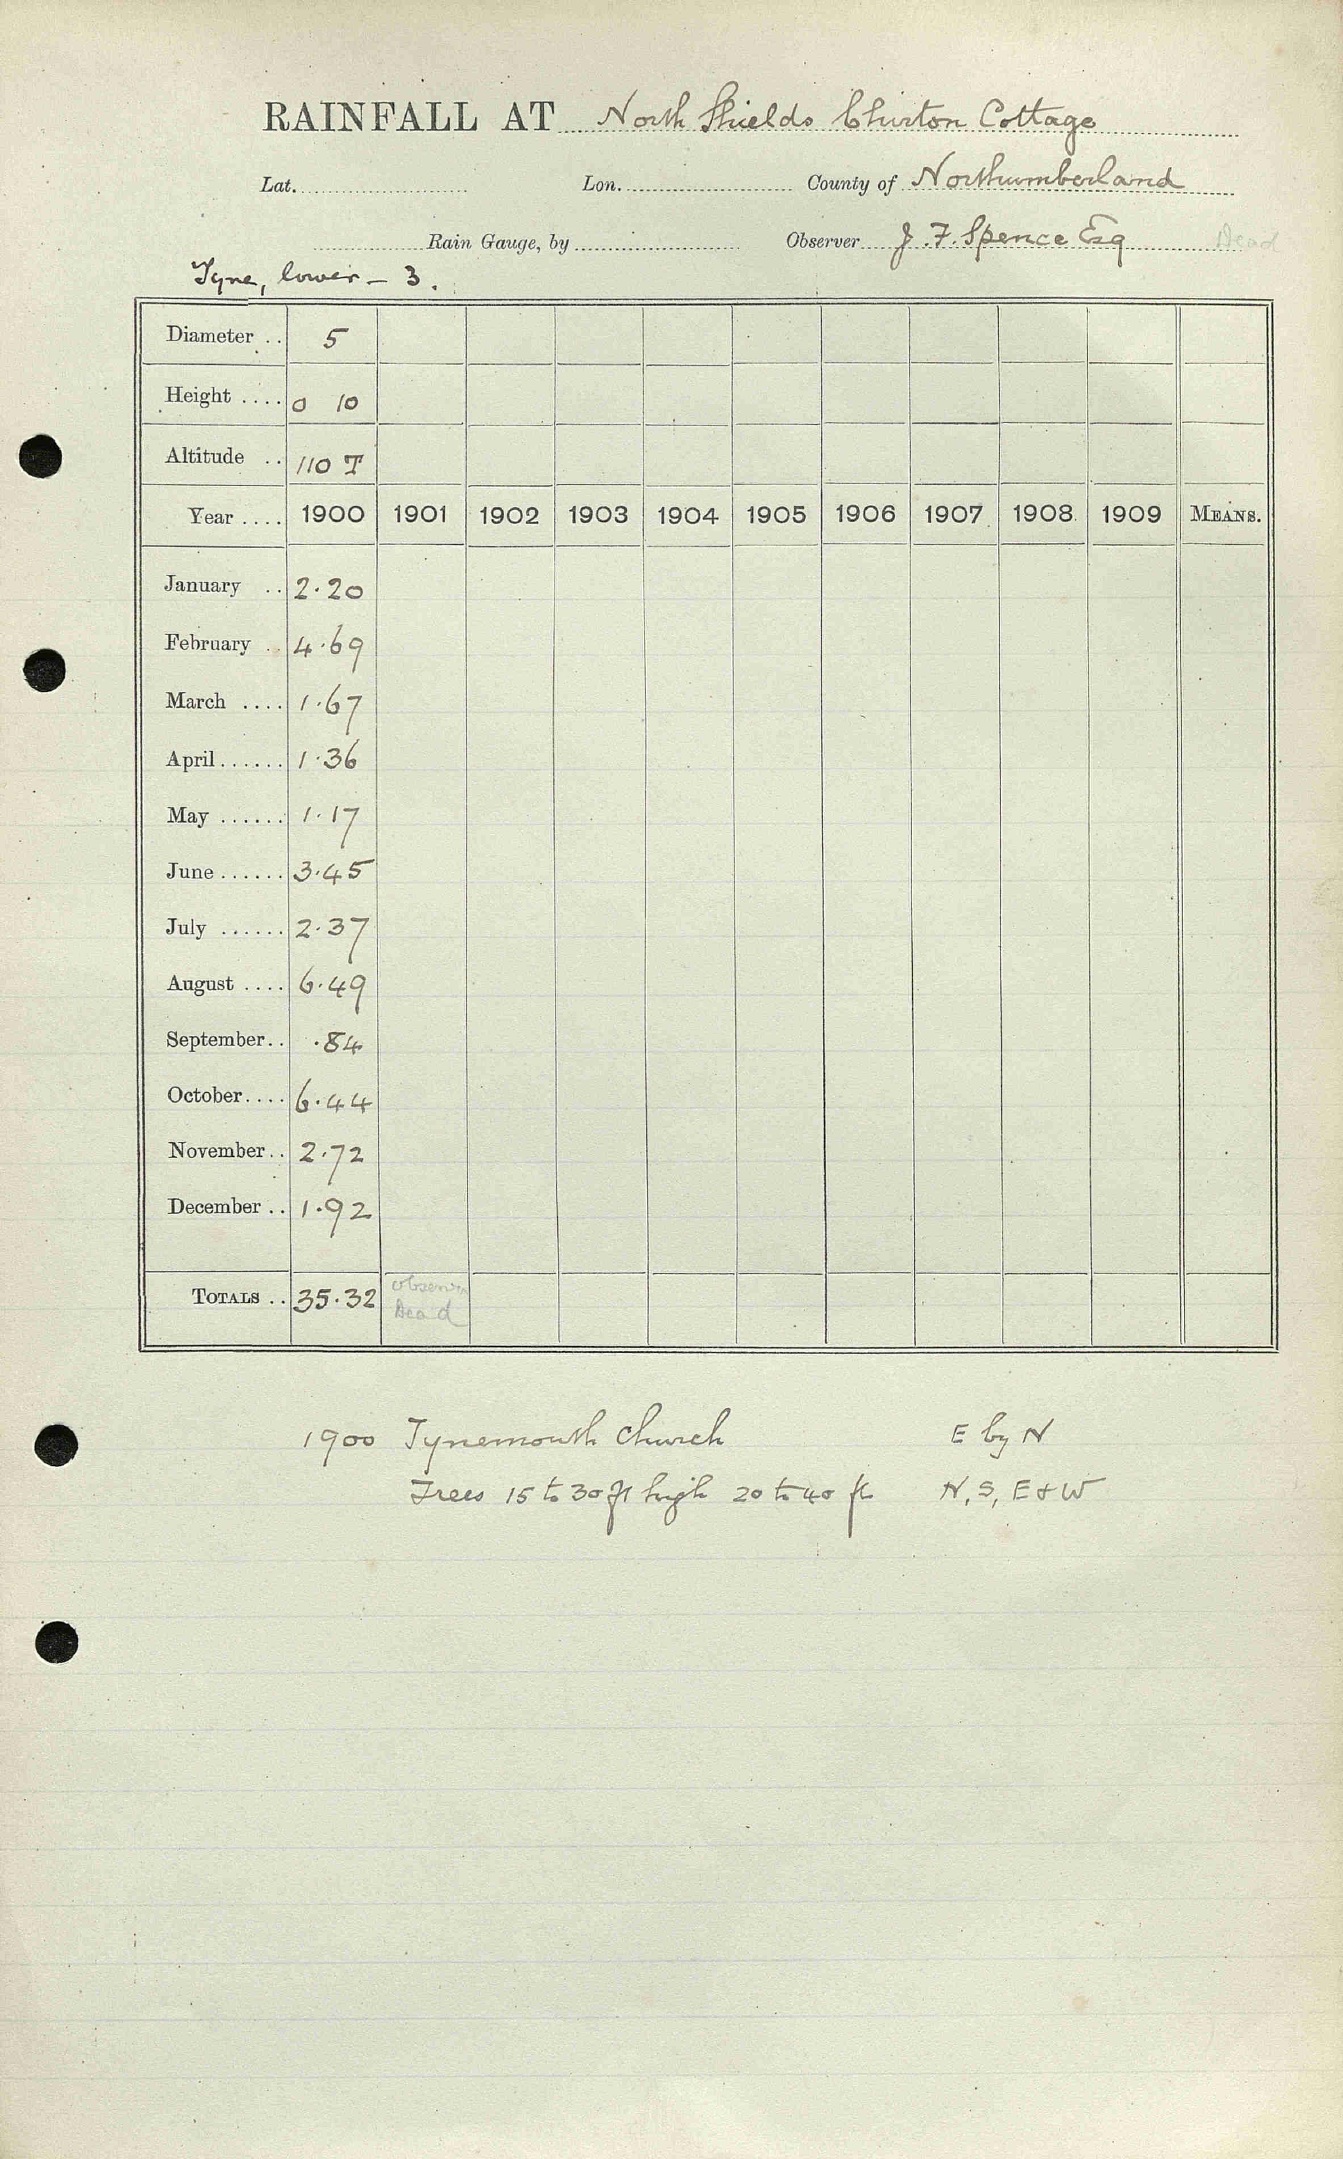 RAINFALL AT North Shields Chirton Cottage
Lat. Lon. County of Northumberland
Rain Gauge, by Observer J. F. Spence Esq Dead
Tyne, lower - 3.
Diameter .. 5
Height .... 0 10
Altitude .. 110 T
Year .... 1900 1901 1902 1903 1904 1905 1906 1907 1908 1909 MEANS.
January .. 2.20
February .. 4.69
March .... 1.67
April...... 1.36
May ...... 1.17
June ...... 3.45
July ...... 2.37
August .... 6.49
September.. .84
October.... 6.44
November.. 2.72
December .. 1.92
TOTALS .. 35.32 Observer
Dead
1900 Tynemouth Church E by N
Trees 15 to 30 ft high 20 to 40 ft N, S, E & W